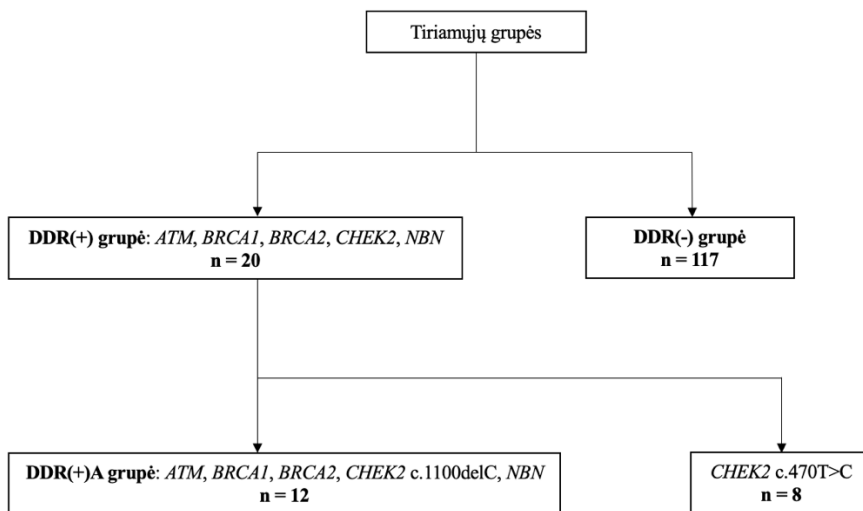 Tiriamųjų grupės
DDR(+) grupė: ATM, BRCA1, BRCA2, CHEK2, NBN
n = 20
DDR(-) grupė
n = 117
DDR(+)A grupė: ATM, BRCA1, BRCA2, CHEK2 c.1100delC, NBN
n = 12
CHEK2 c.470T>C
n = 8